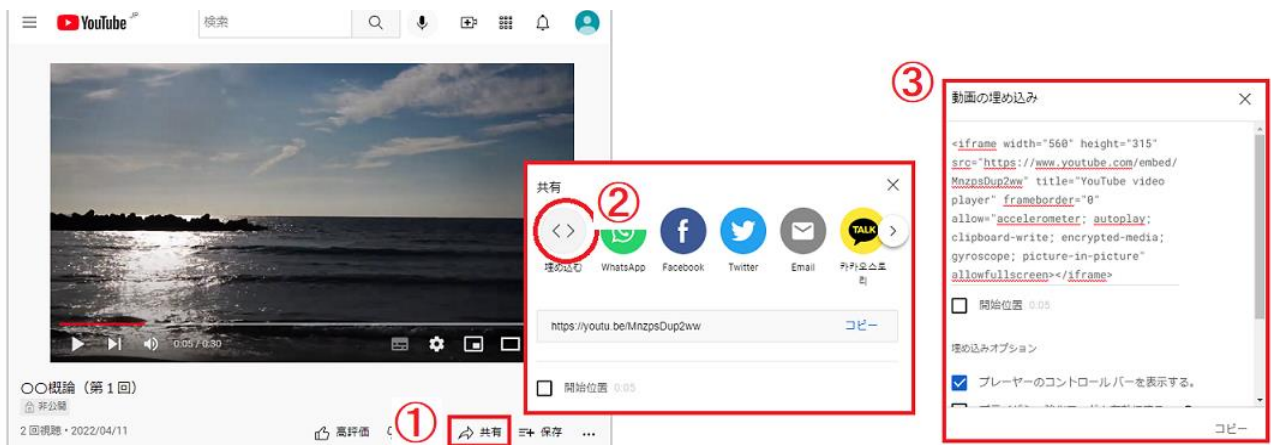 YouTube JP
検索
0:05 / 0:30
〇〇概論（第１回）
非公開
2 回視聴・2022/04/11
高評価
①
共有
保存
共有
②
埋め込む
WhatsApp
Facebook
Twitter
Email
TALK
카카오스토리
https://youtu.be/MnzpsDup2ww
コピー
開始位置 0:05
③
動画の埋め込み
<iframe width="560" height="315"
src="https://www.youtube.com/embed/
MnzpsDup2ww" title="YouTube video
player" frameborder="0"
allow="accelerometer; autoplay;
clipboard-write; encrypted-media;
gyroscope; picture-in-picture"
allowfullscreen></iframe>
開始位置 0:05
埋め込みオプション
プレーヤーのコントロール バーを表示する。
コピー